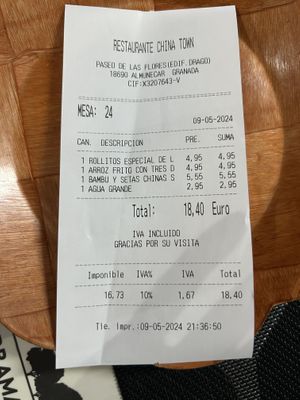 RESTAURANTE CHINA TOWN
PASEO DE LAS FLORES(EDIF.DRAGO)
18690 ALMUNECAR GRANADA
CIF:X3207643-V
MESA: 24
09-05-2024
CAN. DESCRIPCION PRE. SUMA
1 ROLLITOS ESPECIAL DE L 4,95 4,95
1 ARROZ FRITO CON TRES D 4,95 4,95
1 BAMBU Y SETAS CHINAS S 5,55 5,55
1 AGUA GRANDE 2,95 2,95
Total: 18,40 Euro
IVA INCLUIDO
GRACIAS POR SU VISITA
Imponible IVA% IVA Total
16,73 10% 1,67 18,40
Tle. Impr.:09-05-2024 21:36:50